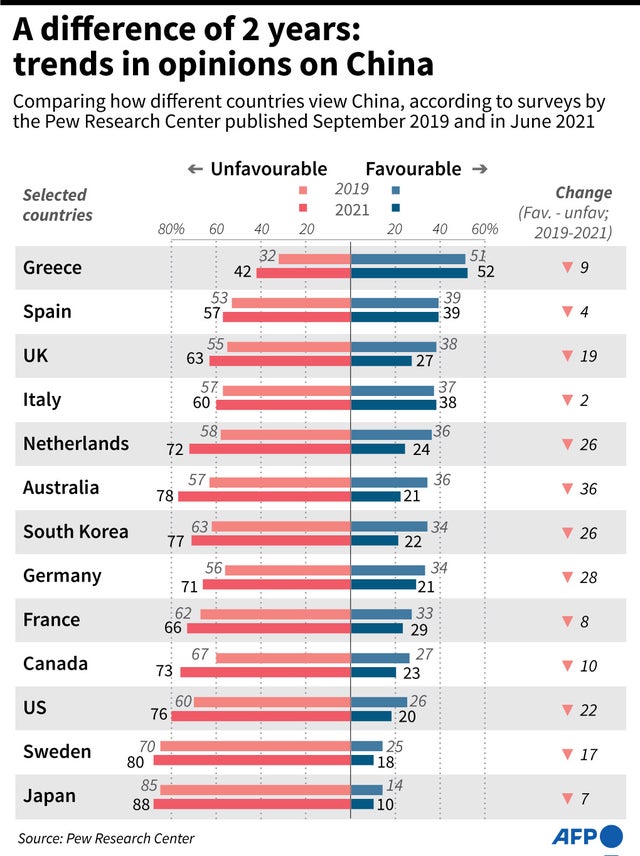 A difference of 2 years:
trends in opinions on China
Comparing how different countries view China, according to surveys by
the Pew Research Center published September 2019 and in June 2021
← Unfavourable Favourable →
Selected
countries
2019
2021
Change
(Fav. - unfav;
2019-2021)
80% 60 40 20 20 40 60%
Greece 32 51 ▼ 9
42 52
Spain 53 39 ▼ 4
57 39
UK 55 38 ▼ 19
63 27
Italy 57 37 ▼ 2
60 38
Netherlands 58 36 ▼ 26
72 24
Australia 57 36 ▼ 36
78 21
South Korea 63 34 ▼ 26
77 22
Germany 56 34 ▼ 28
71 21
France 62 33 ▼ 8
66 29
Canada 67 27 ▼ 10
73 23
US 60 26 ▼ 22
76 20
Sweden 70 25 ▼ 17
80 18
Japan 85 14 ▼ 7
88 10
Source: Pew Research Center
AFP